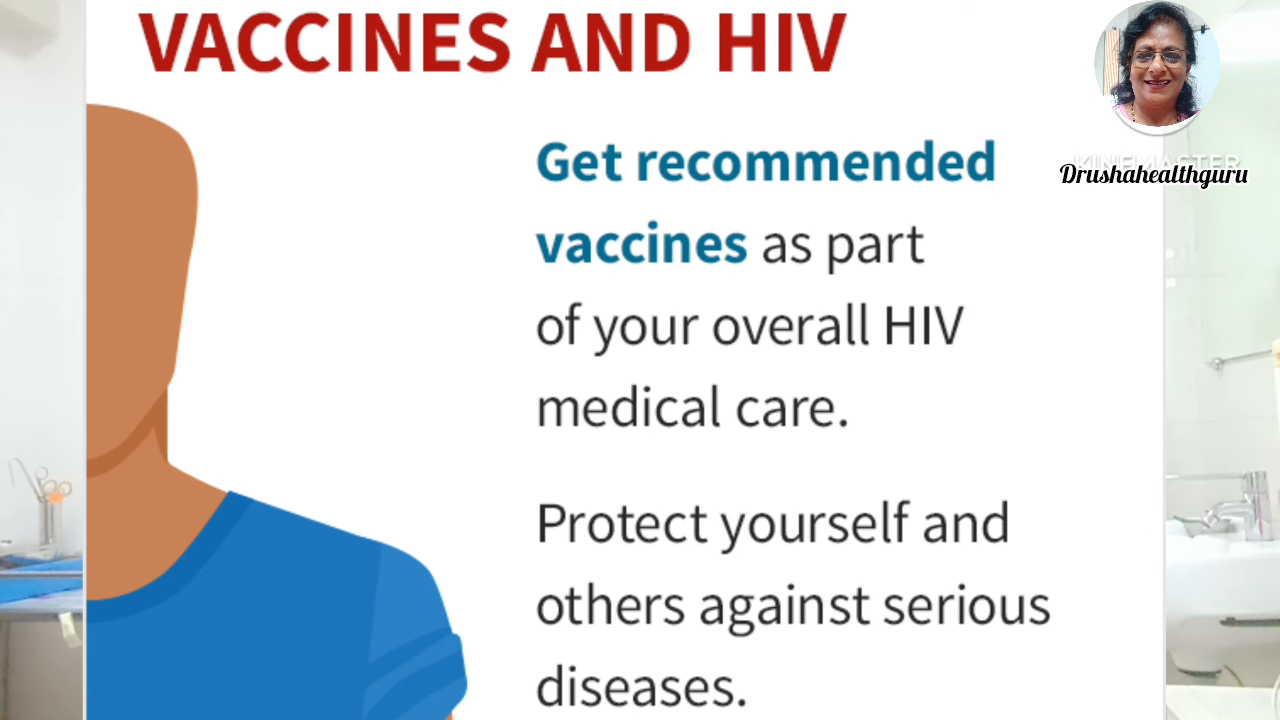 VACCINES AND HIV
Get recommended
vaccines as part
of your overall HIV
medical care.
Protect yourself and
others against serious
diseases.
KINEMASTER
Drushahealthguru